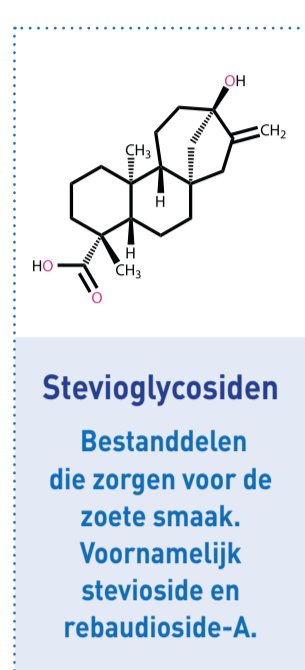 OH
CH₃
CH₂
H
H
HO
CH₃
O
Stevioglycosiden
Bestanddelen
die zorgen voor de
zoete smaak.
Voornamelijk
stevioside en
rebaudioside-A.